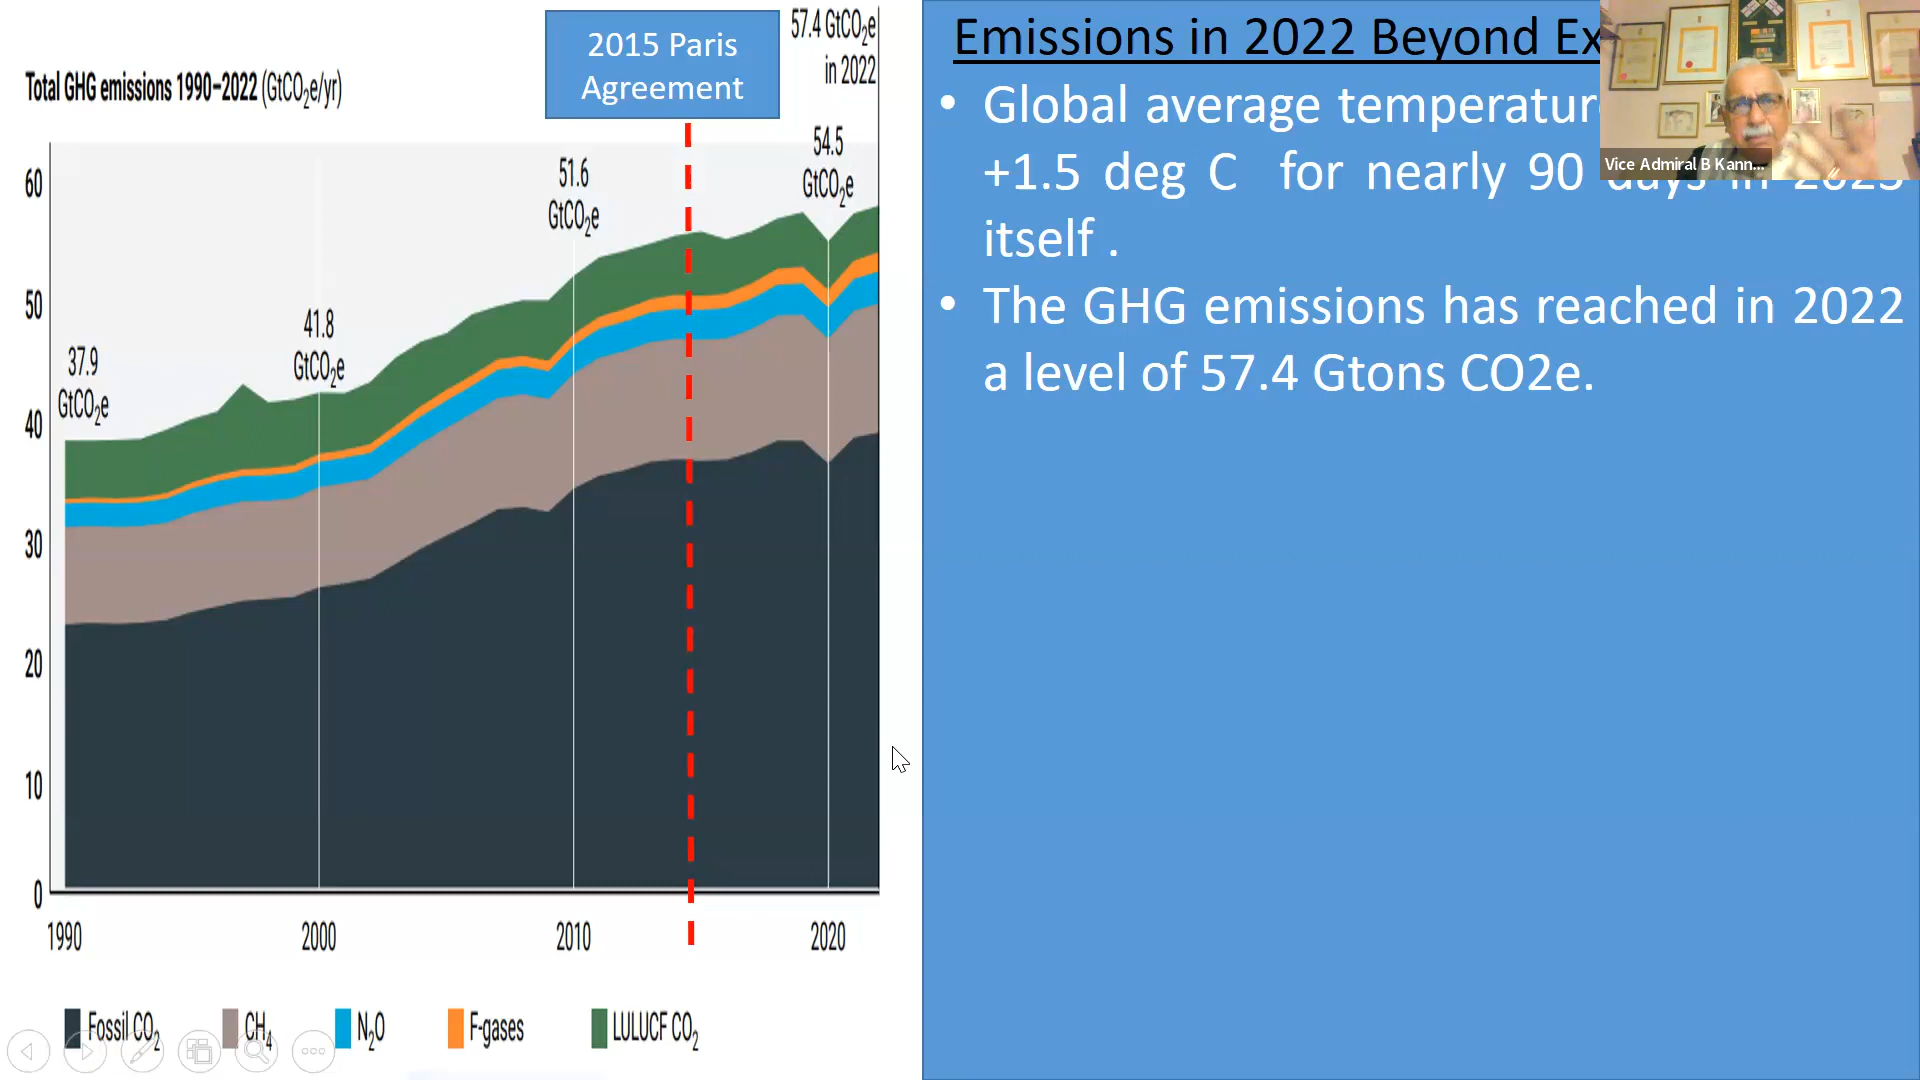 2015 Paris
Agreement
57.4 GtCO₂e
in 2022
Total GHG emissions 1990–2022 (GtCO₂e/yr)
54.5
GtCO₂e
51.6
GtCO₂e
41.8
GtCO₂e
37.9
GtCO₂e
60
50
40
30
20
10
0
1990
2000
2010
2020
Fossil CO₂
CH₄
N₂O
F-gases
LULUCF CO₂
Emissions in 2022 Beyond
• Global average
+1.5 deg C for nearly 90 days in 2023
itself .
• The GHG emissions has reached in 2022
a level of 57.4 Gtons CO2e.
Vice Admiral B Kann...